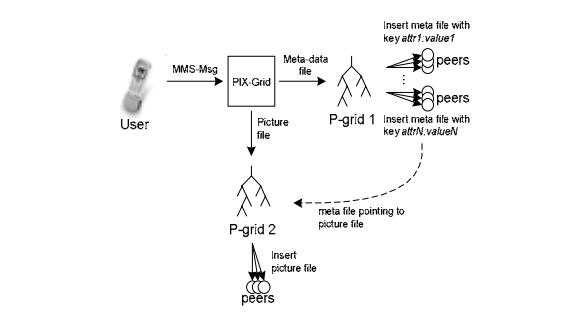 Insert meta file with
key attr1:value1
peers
MMS-Msg
PIX-Grid
Meta-data
file
User
P-grid 1
peers
Insert meta file with
key attrN:valueN
Picture
file
P-grid 2
meta file pointing to
picture file
Insert
picture file
peers